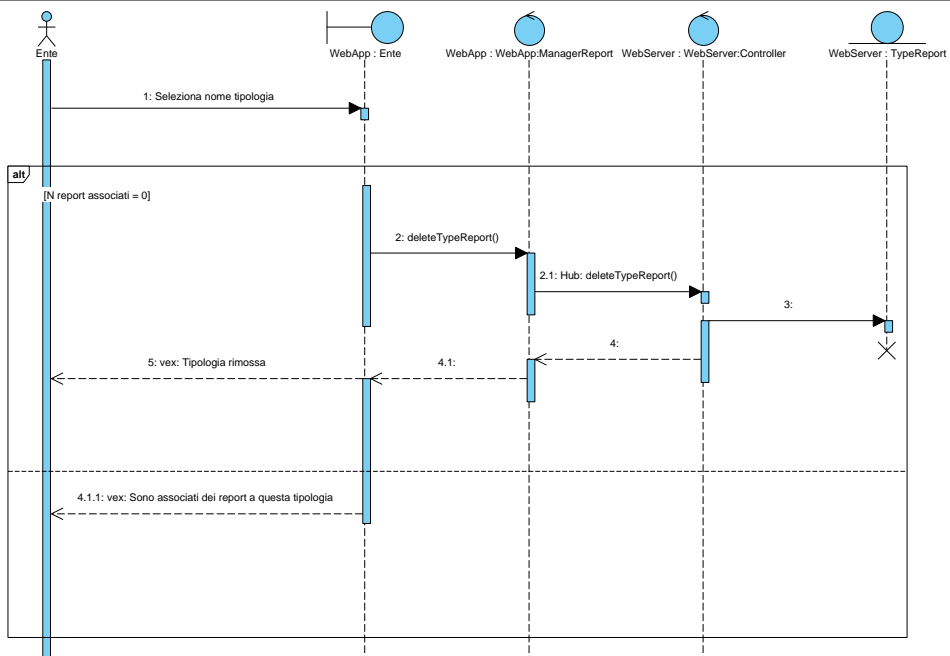 Ente
WebApp : Ente
WebApp : WebApp:ManagerReport
WebServer : WebServer:Controller
WebServer : TypeReport
1: Seleziona nome tipologia
alt
[N report associati = 0]
2: deleteTypeReport()
2.1: Hub: deleteTypeReport()
3:
4:
4.1:
5: vex: Tipologia rimossa
4.1.1: vex: Sono associati dei report a questa tipologia